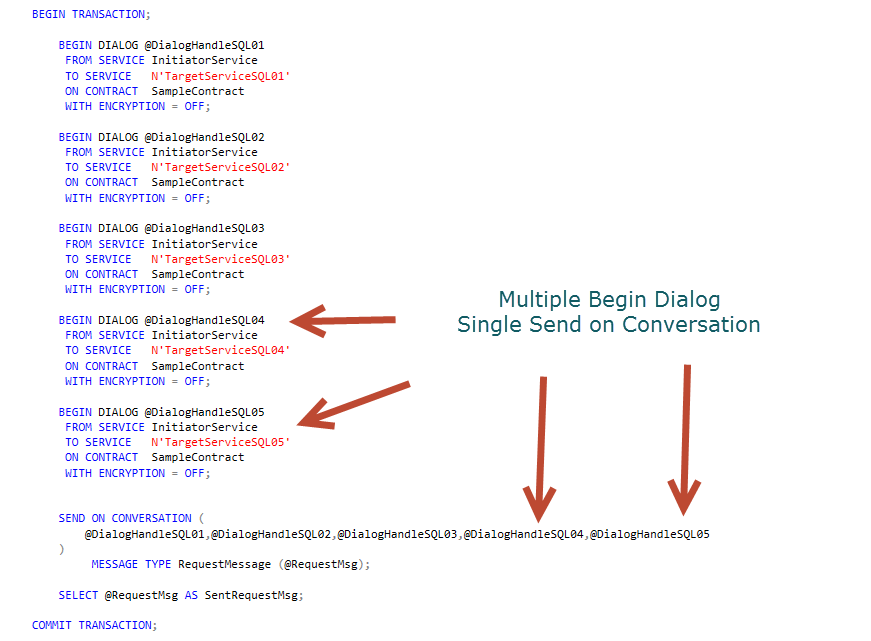 BEGIN TRANSACTION;
BEGIN DIALOG @DialogHandleSQL01
FROM SERVICE InitiatorService
TO SERVICE N'TargetServiceSQL01'
ON CONTRACT SampleContract
WITH ENCRYPTION = OFF;
BEGIN DIALOG @DialogHandleSQL02
FROM SERVICE InitiatorService
TO SERVICE N'TargetServiceSQL02'
ON CONTRACT SampleContract
WITH ENCRYPTION = OFF;
BEGIN DIALOG @DialogHandleSQL03
FROM SERVICE InitiatorService
TO SERVICE N'TargetServiceSQL03'
ON CONTRACT SampleContract
WITH ENCRYPTION = OFF;
BEGIN DIALOG @DialogHandleSQL04
FROM SERVICE InitiatorService
TO SERVICE N'TargetServiceSQL04'
ON CONTRACT SampleContract
WITH ENCRYPTION = OFF;
BEGIN DIALOG @DialogHandleSQL05
FROM SERVICE InitiatorService
TO SERVICE N'TargetServiceSQL05'
ON CONTRACT SampleContract
WITH ENCRYPTION = OFF;
Multiple Begin Dialog
Single Send on Conversation
SEND ON CONVERSATION (
@DialogHandleSQL01,@DialogHandleSQL02,@DialogHandleSQL03,@DialogHandleSQL04,@DialogHandleSQL05
)
MESSAGE TYPE RequestMessage (@RequestMsg);
SELECT @RequestMsg AS SentRequestMsg;
COMMIT TRANSACTION;